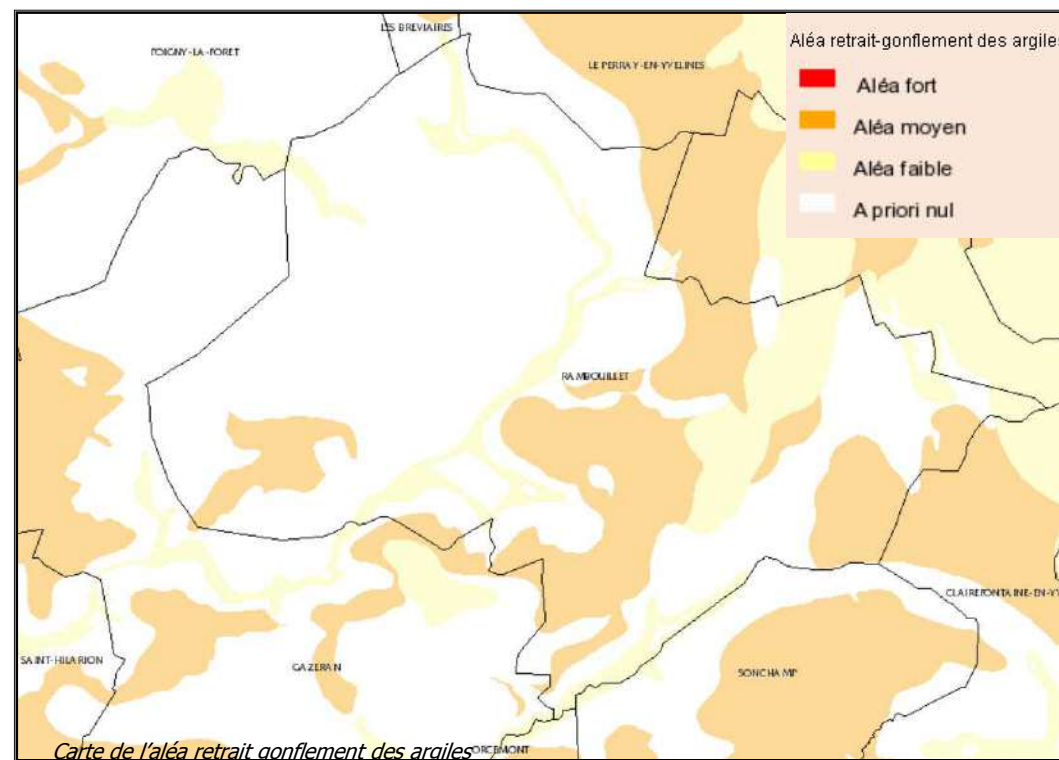 LES BREVIAIRES
POIGNY-LA-FORET
LE PERRAY-EN-YVELINES
Aléa retrait-gonflement des argiles
Aléa fort
Aléa moyen
Aléa faible
A priori nul
RAMBOUILLET
CLAIREFONTAINE-EN-YV
SAINT-HILARION
GAZERAN
SONCHAMP
ORCEMONT
Carte de l'aléa retrait gonflement des argiles